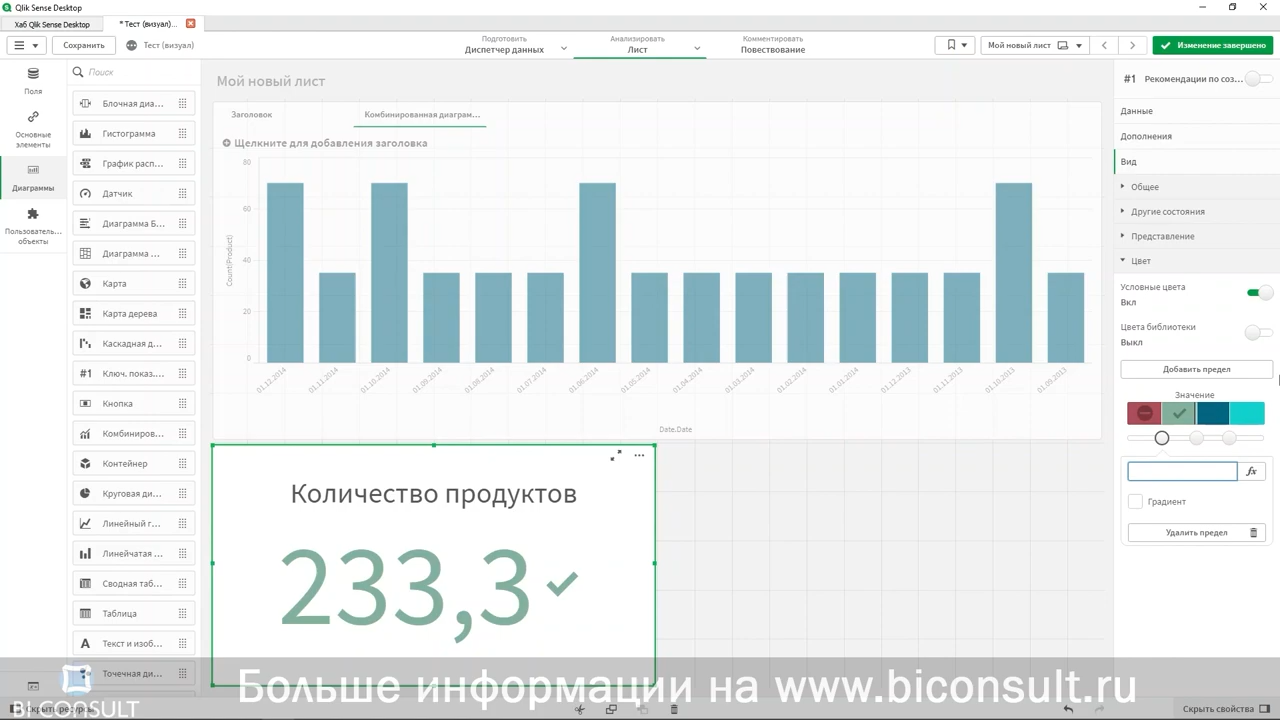 Qlik Sense Desktop
Хаб Qlik Sense Desktop
* Тест (визуал)...
Сохранить
Тест (визуал)
Подготовить
Диспетчер данных
Анализировать
Лист
Комментировать
Повествование
Мой новый лист
Изменение завершено
Поля
Основные
элементы
Диаграммы
Пользователь...
объекты
Поиск
Блочная диа...
Гистограмма
График расп...
Датчик
Диаграмма Б...
Диаграмма ...
Карта
Карта дерева
Каскадная д...
#1 Ключ. показ...
Кнопка
Комбиниров...
Контейнер
Круговая ди...
Линейный г...
Линейчатая ...
Сводная таб...
Таблица
A Текст и изоб...
Точечная ди...
Мой новый лист
Заголовок
Комбинированная диаграм...
Щелкните для добавления заголовка
Count(Product)
80
60
40
20
0
01.12.2014
01.11.2014
01.10.2014
01.09.2014
01.08.2014
01.07.2014
01.06.2014
01.05.2014
01.04.2014
01.03.2014
01.02.2014
01.01.2014
01.12.2013
01.11.2013
01.10.2013
01.09.2013
Date.Date
Количество продуктов
233,3
#1 Рекомендации по соз...
Данные
Дополнения
Вид
Общее
Другие состояния
Представление
Цвет
Условные цвета
Вкл
Цвета библиотеки
Выкл
Добавить предел
Значение
fx
Градиент
Удалить предел
Больше информации на www.biconsult.ru
BI CONSULT
Скрыть ресурсы
Скрыть свойства